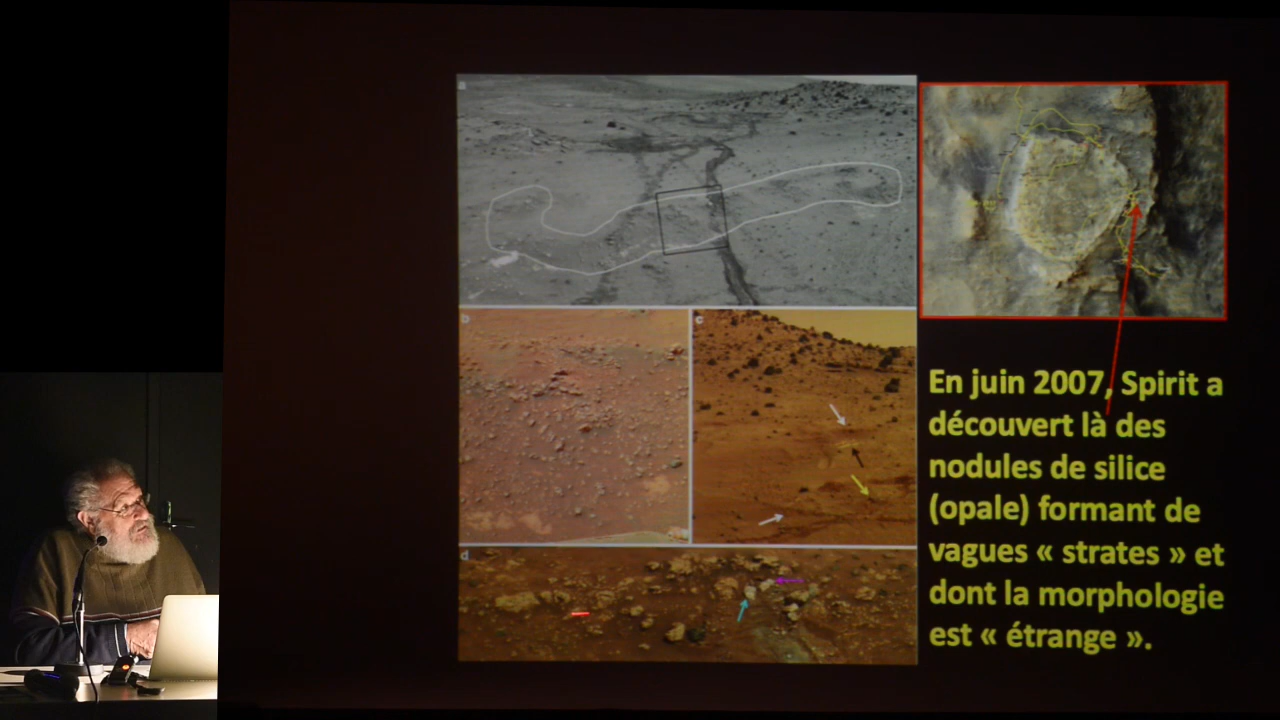 a
b
c
d
En juin 2007, Spirit a
découvert là des
nodules de silice
(opale) formant de
vagues « strates » et
dont la morphologie
est « étrange ».